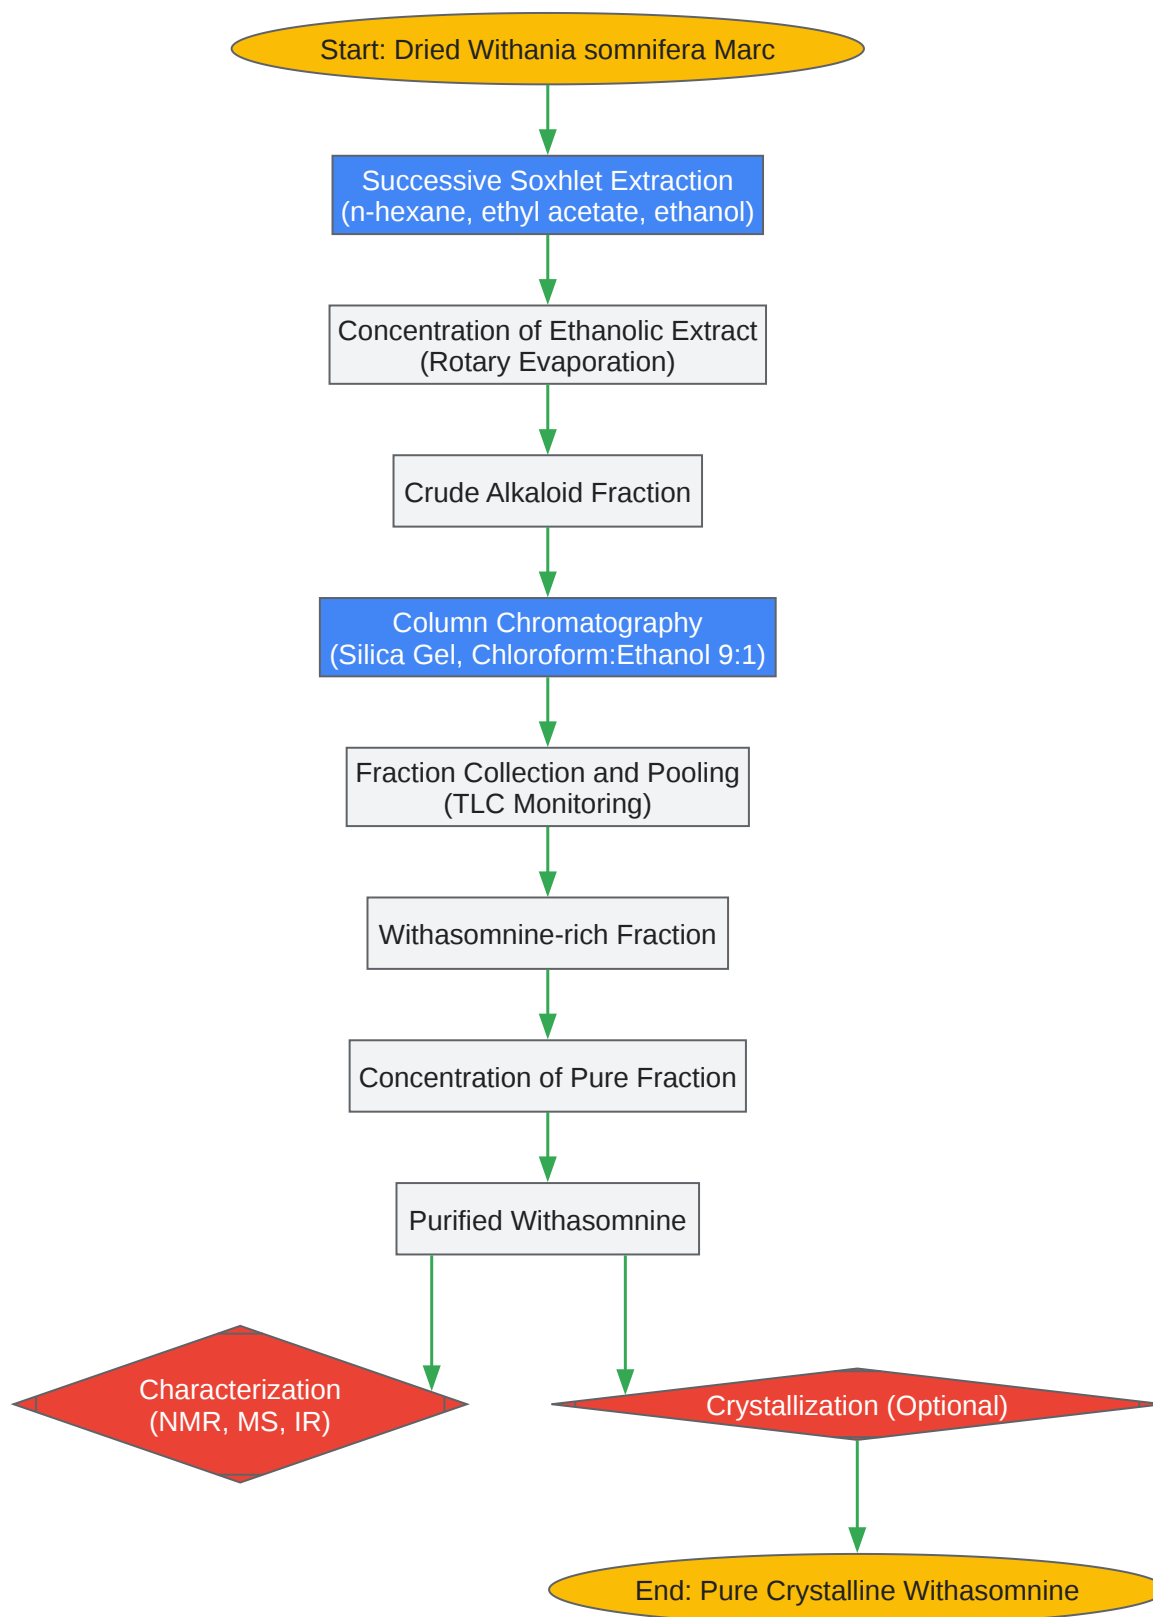 Start: Dried Withania somnifera Marc
Successive Soxhlet Extraction
(n-hexane, ethyl acetate, ethanol)
Concentration of Ethanolic Extract
(Rotary Evaporation)
Crude Alkaloid Fraction
Column Chromatography
(Silica Gel, Chloroform:Ethanol 9:1)
Fraction Collection and Pooling
(TLC Monitoring)
Withasomnine-rich Fraction
Concentration of Pure Fraction
Purified Withasomnine
Characterization
(NMR, MS, IR)
Crystallization (Optional)
End: Pure Crystalline Withasomnine